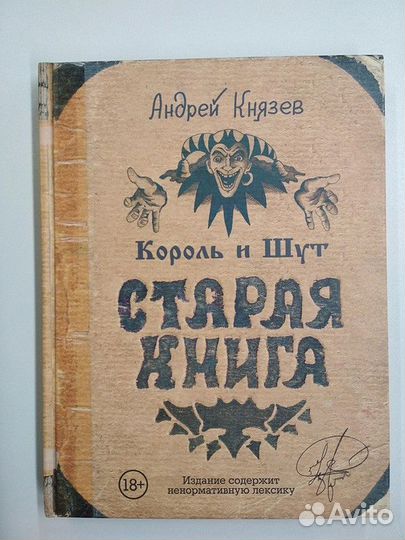 Андрей Князев
Король и Шут
СТАРАЯ
КНИГА
18+
Издание содержит
ненормативную лексику
Avito